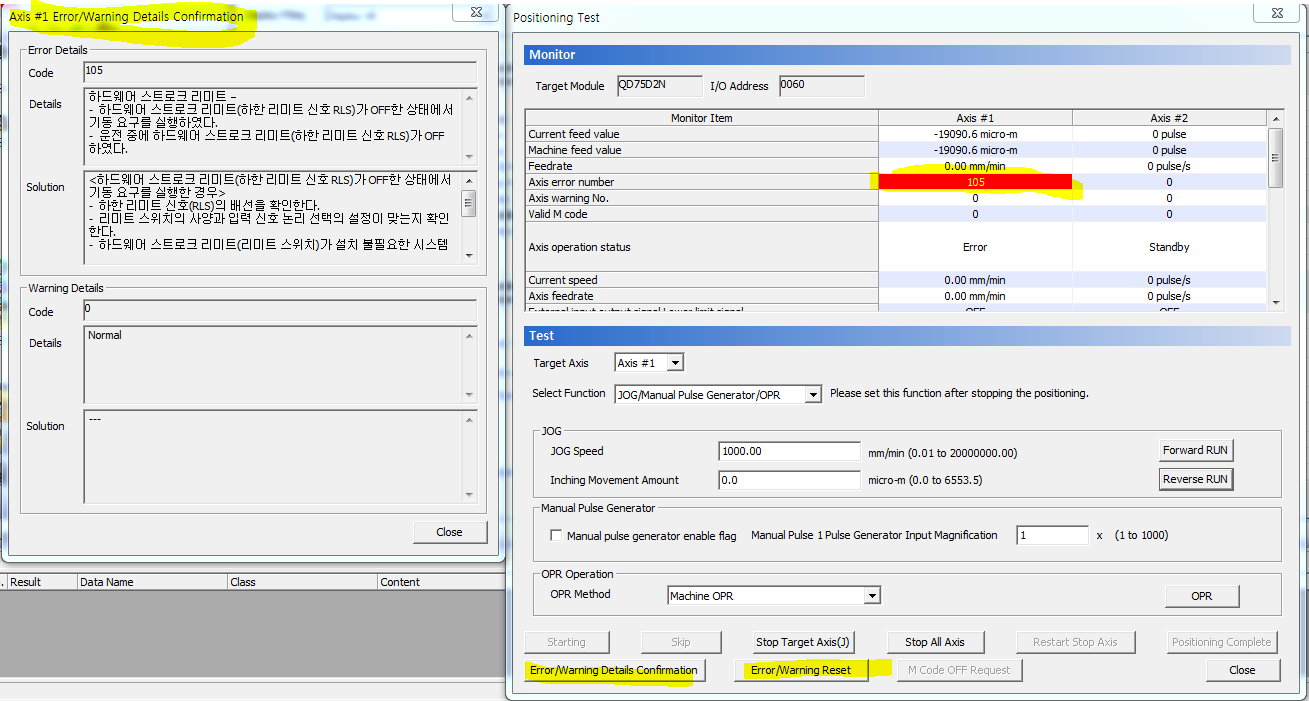 Axis #1 Error/Warning Details Confirmation
Error Details
Code 105
Details 하드웨어 스트로크 리미트 –
- 하드웨어 스트로크 리미트(하한 리미트 신호 RLS)가 OFF한 상태에서
기동 요구를 실행하였다.
- 운전 중에 하드웨어 스트로크 리미트(하한 리미트 신호 RLS)가 OFF
하였다.
Solution <하드웨어 스트로크 리미트(하한 리미트 신호 RLS)가 OFF한 상태에서
기동 요구를 실행한 경우>
- 하한 리미트 신호(RLS)의 배선을 확인한다.
- 리미트 스위치의 사양과 입력 신호 논리 선택의 설정이 맞는지 확인
한다.
- 하드웨어 스트로크 리미트(리미트 스위치)가 설치 불필요한 시스템
Warning Details
Code 0
Details Normal
Solution ---
Close
. Result Data Name Class Content
Positioning Test
Monitor
Target Module QD75D2N I/O Address 0060
Monitor Item Axis #1 Axis #2
Current feed value -19090.6 micro-m 0 pulse
Machine feed value -19090.6 micro-m 0 pulse
Feedrate 0.00 mm/min 0 pulse/s
Axis error number 105 0
Axis warning No. 0 0
Valid M code 0 0
Axis operation status Error Standby
Current speed 0.00 mm/min 0 pulse/s
Axis feedrate 0.00 mm/min 0 pulse/s
External input output signal Lower limit signal OFF OFF
Test
Target Axis Axis #1
Select Function JOG/Manual Pulse Generator/OPR Please set this function after stopping the positioning.
JOG
JOG Speed 1000.00 mm/min (0.01 to 20000000.00) Forward RUN
Inching Movement Amount 0.0 micro-m (0.0 to 6553.5) Reverse RUN
Manual Pulse Generator
Manual pulse generator enable flag Manual Pulse 1 Pulse Generator Input Magnification 1 x (1 to 1000)
OPR Operation
OPR Method Machine OPR OPR
Starting Skip Stop Target Axis(J) Stop All Axis Restart Stop Axis Positioning Complete
Error/Warning Details Confirmation Error/Warning Reset M Code OFF Request Close